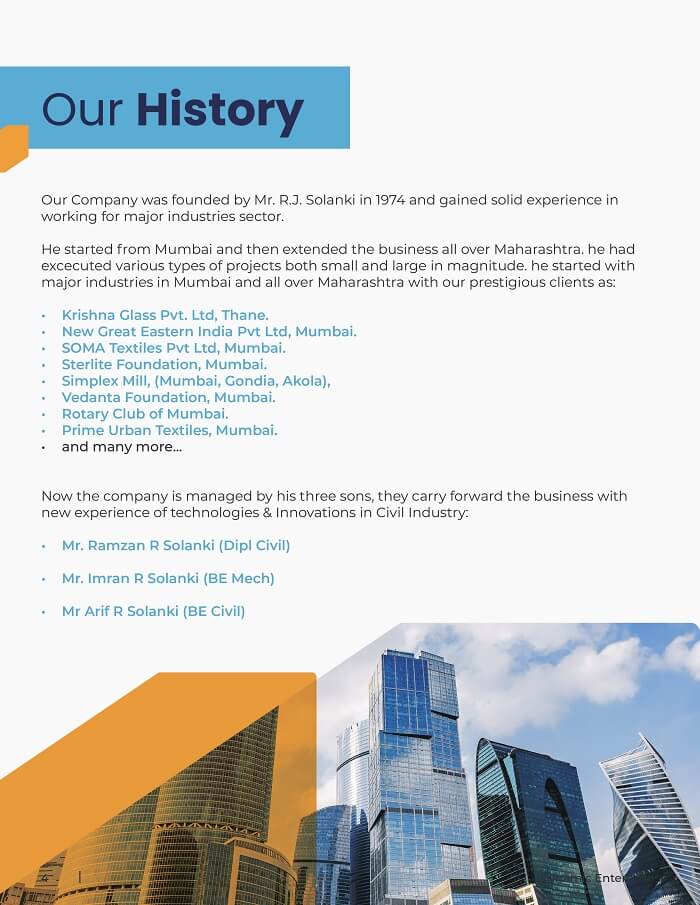 Our History
Our Company was founded by Mr. R.J. Solanki in 1974 and gained solid experience in
working for major industries sector.
He started from Mumbai and then extended the business all over Maharashtra. he had
excecuted various types of projects both small and large in magnitude. he started with
major industries in Mumbai and all over Maharashtra with our prestigious clients as:
• Krishna Glass Pvt. Ltd, Thane.
• New Great Eastern India Pvt Ltd, Mumbai.
• SOMA Textiles Pvt Ltd, Mumbai.
• Sterlite Foundation, Mumbai.
• Simplex Mill, (Mumbai, Gondia, Akola),
• Vedanta Foundation, Mumbai.
• Rotary Club of Mumbai.
• Prime Urban Textiles, Mumbai.
• and many more...
Now the company is managed by his three sons, they carry forward the business with
new experience of technologies & Innovations in Civil Industry:
• Mr. Ramzan R Solanki (Dipl Civil)
• Mr. Imran R Solanki (BE Mech)
• Mr Arif R Solanki (BE Civil)